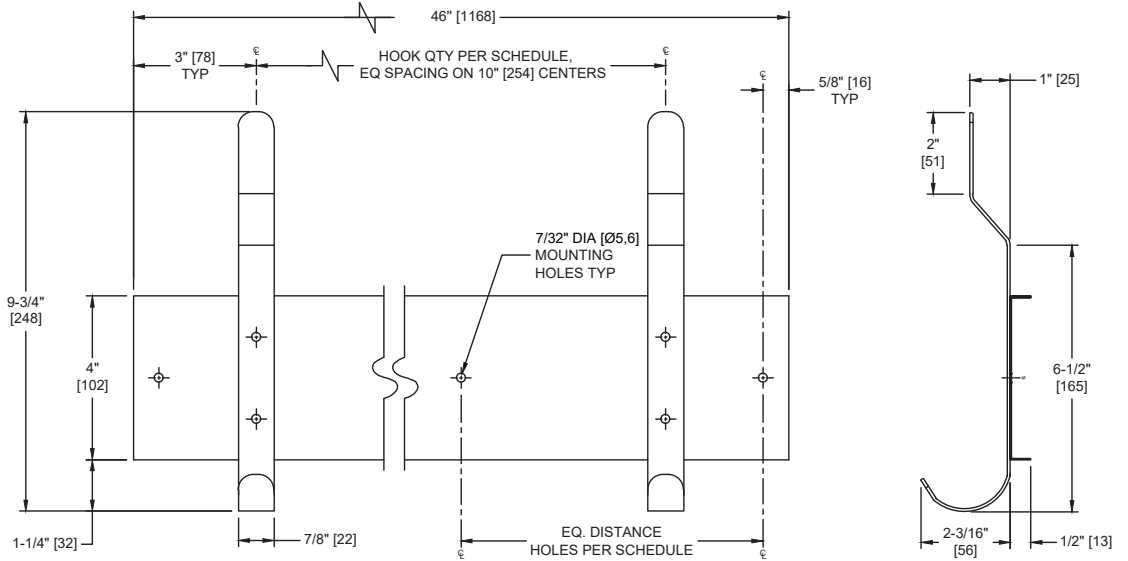 46" [1168]
3" [78]
TYP
HOOK QTY PER SCHEDULE,
EQ SPACING ON 10" [254] CENTERS
℄
℄
℄
5/8" [16]
TYP
1" [25]
2"
[51]
7/32" DIA [Ø5,6]
MOUNTING
HOLES TYP
9-3/4"
[248]
4"
[102]
6-1/2"
[165]
1-1/4" [32]
7/8" [22]
EQ. DISTANCE
HOLES PER SCHEDULE
℄
℄
2-3/16"
[56]
1/2" [13]